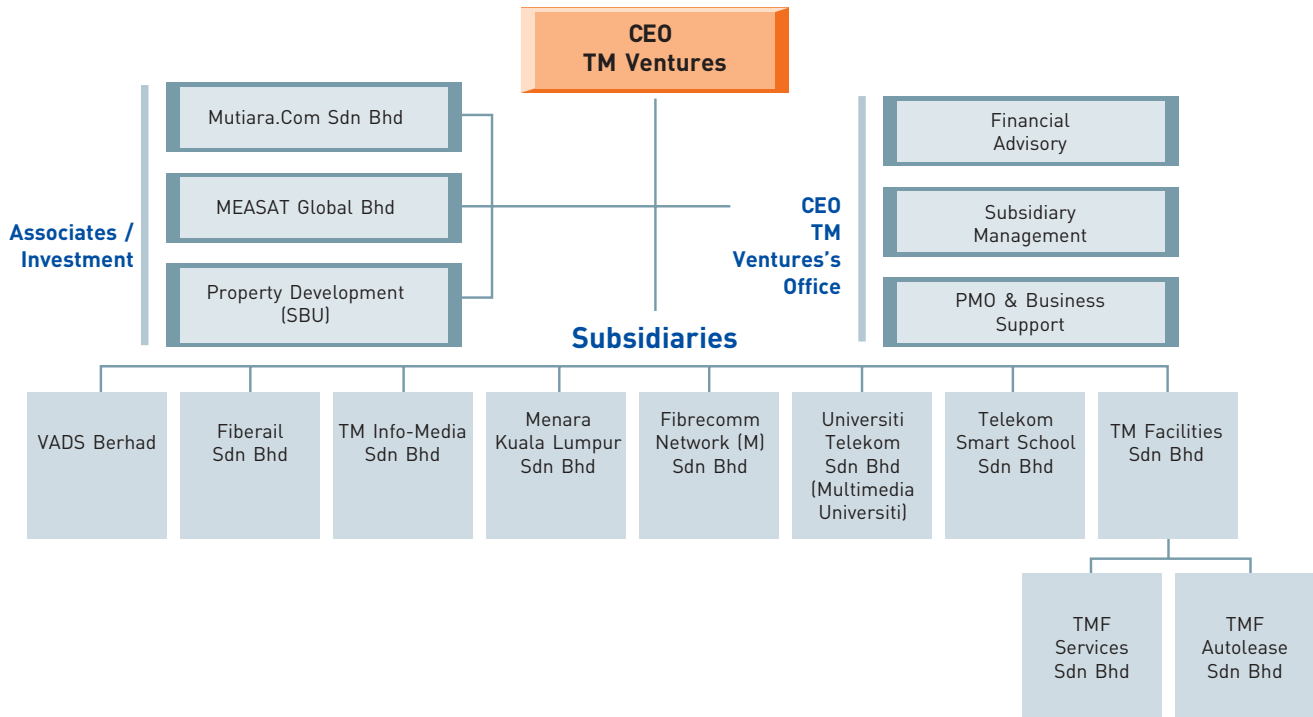 CEO
TM Ventures
Associates /
Investment
Mutiara.Com Sdn Bhd
MEASAT Global Bhd
Property Development
(SBU)
CEO
TM
Ventures's
Office
Financial
Advisory
Subsidiary
Management
PMO & Business
Support
Subsidiaries
VADS Berhad
Fiberail
Sdn Bhd
TM Info-Media
Sdn Bhd
Menara
Kuala Lumpur
Sdn Bhd
Fibrecomm
Network (M)
Sdn Bhd
Universiti
Telekom
Sdn Bhd
(Multimedia
Universiti)
Telekom
Smart School
Sdn Bhd
TM Facilities
Sdn Bhd
TMF
Services
Sdn Bhd
TMF
Autolease
Sdn Bhd